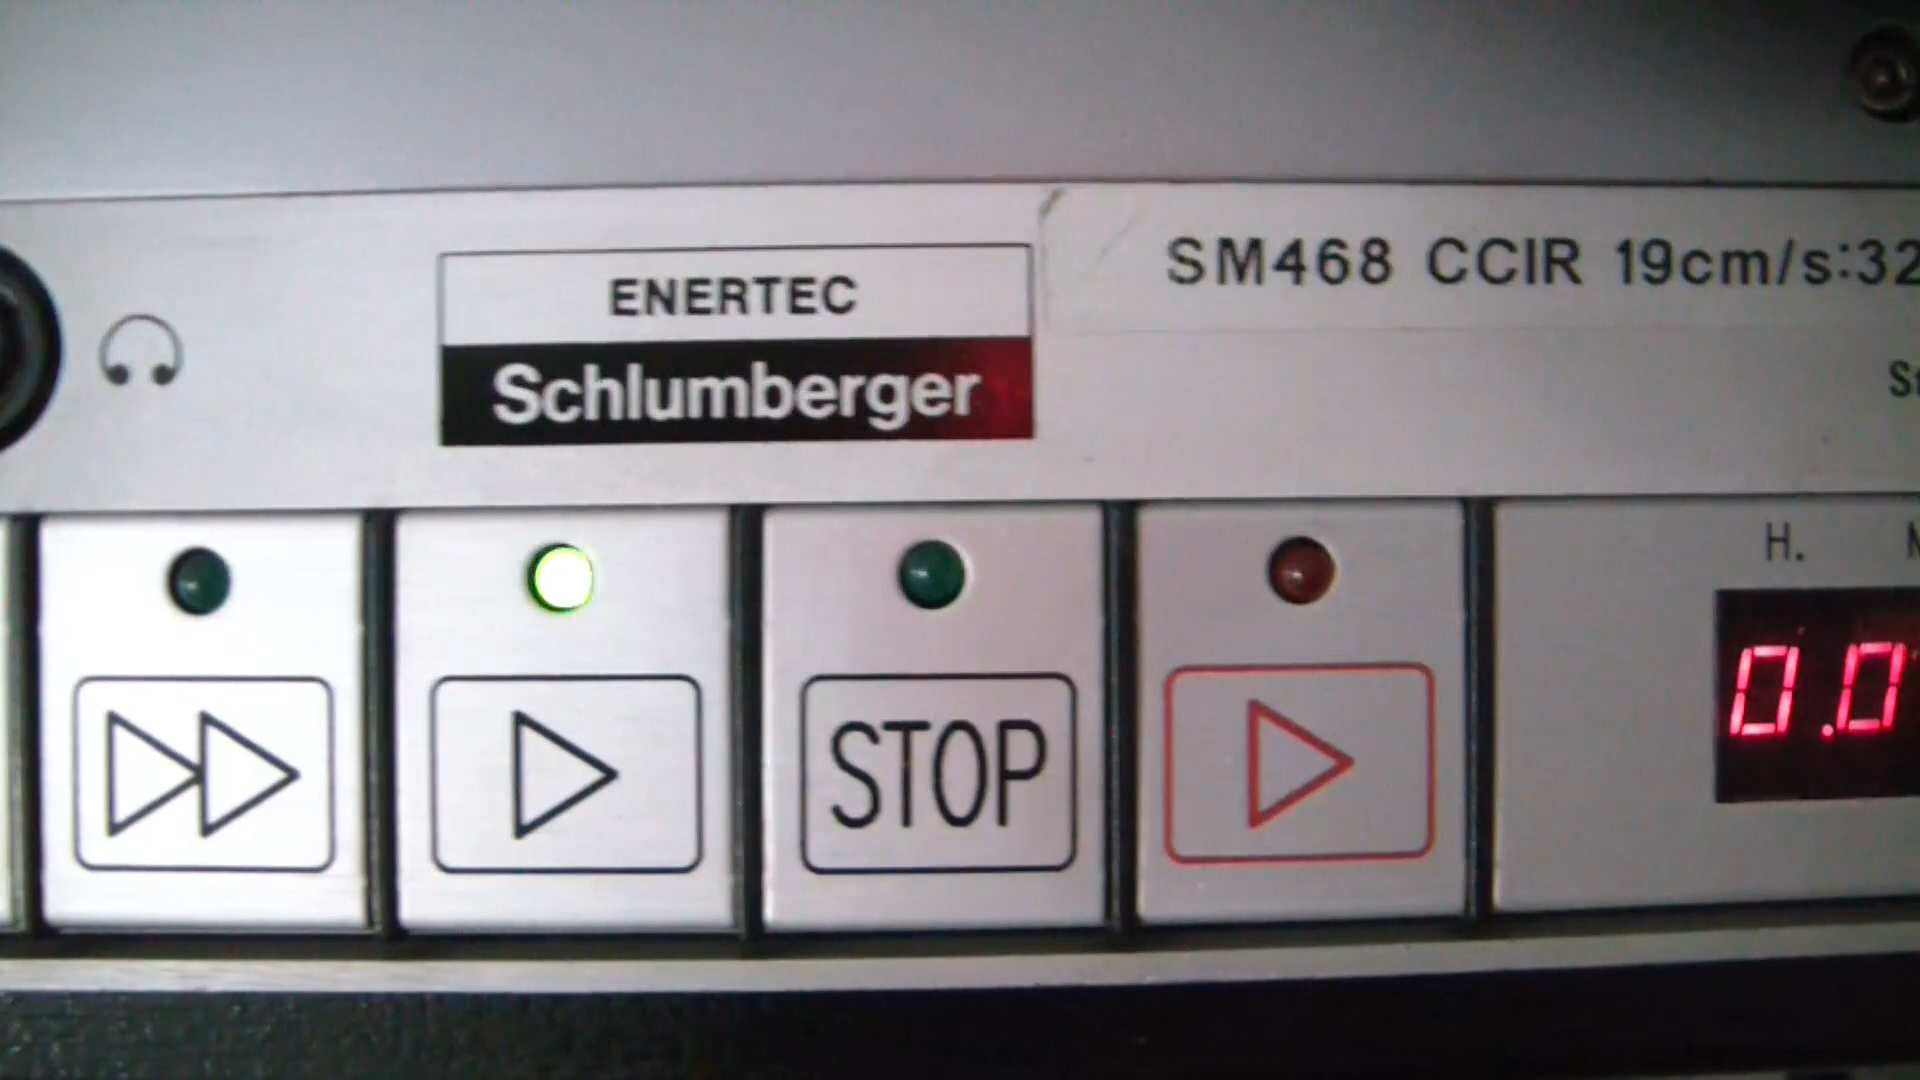 ENERTEC
Schlumberger
SM468 CCIR 19cm/s:32
H.
STOP
0.0